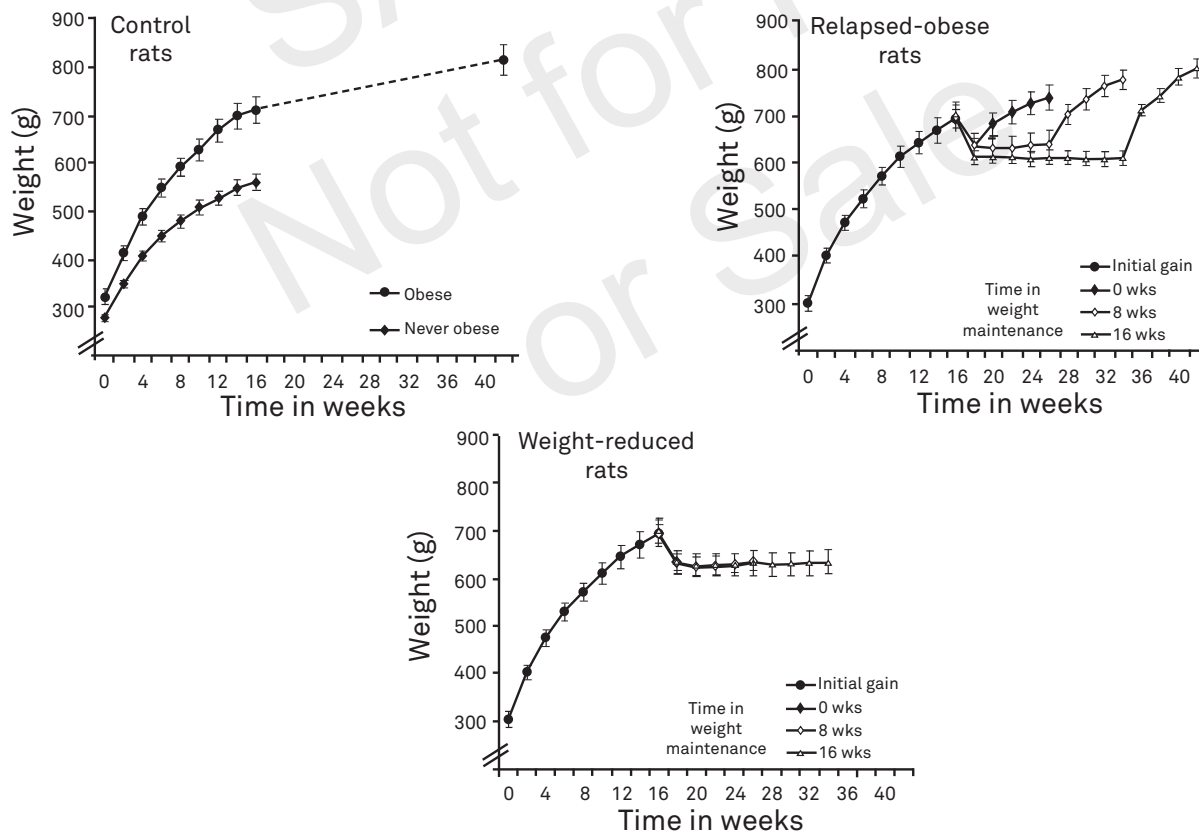 Control
rats
900
800
700
600
500
400
300
Weight (g)
Obese
Never obese
0 4 8 12 16 20 24 28 32 36 40
Time in weeks
Relapsed-obese
rats
900
800
700
600
500
400
300
Weight (g)
Time in
weight
maintenance
Initial gain
0 wks
8 wks
16 wks
0 4 8 12 16 20 24 28 32 36 40
Time in weeks
Weight-reduced
rats
900
800
700
600
500
400
300
Weight (g)
Time in
weight
maintenance
Initial gain
0 wks
8 wks
16 wks
0 4 8 12 16 20 24 28 32 36 40
Time in weeks
Not for
or Sale